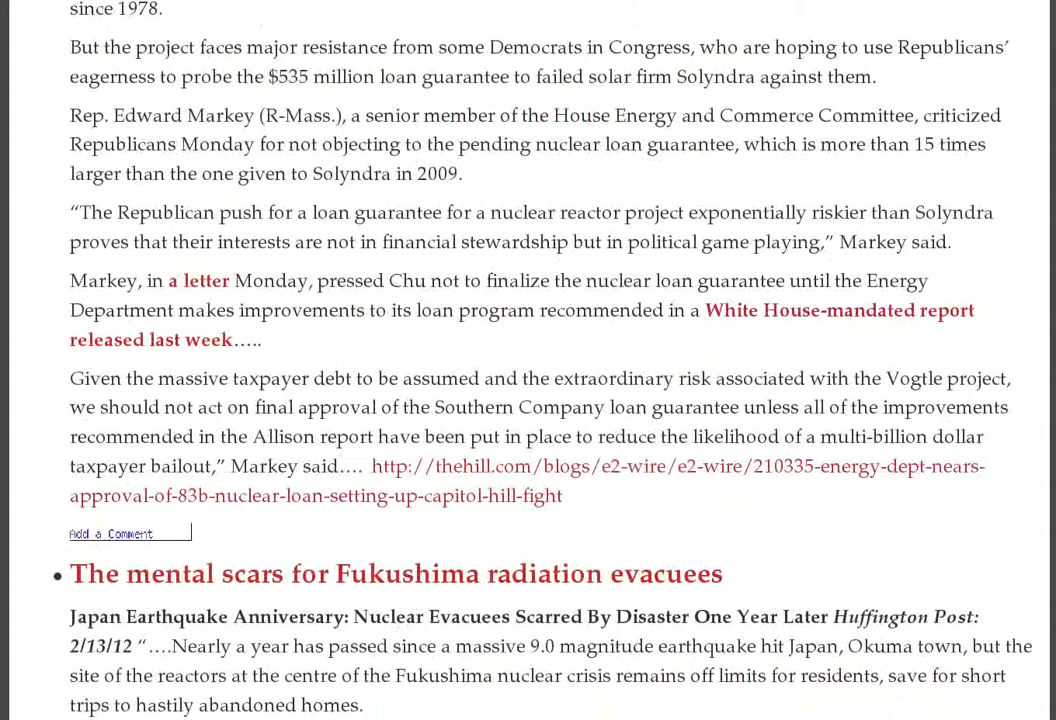 since 1978.
But the project faces major resistance from some Democrats in Congress, who are hoping to use Republicans’
eagerness to probe the $535 million loan guarantee to failed solar firm Solyndra against them.
Rep. Edward Markey (R-Mass.), a senior member of the House Energy and Commerce Committee, criticized
Republicans Monday for not objecting to the pending nuclear loan guarantee, which is more than 15 times
larger than the one given to Solyndra in 2009.
“The Republican push for a loan guarantee for a nuclear reactor project exponentially riskier than Solyndra
proves that their interests are not in financial stewardship but in political game playing,” Markey said.
Markey, in a letter Monday, pressed Chu not to finalize the nuclear loan guarantee until the Energy
Department makes improvements to its loan program recommended in a White House-mandated report
released last week…..
Given the massive taxpayer debt to be assumed and the extraordinary risk associated with the Vogtle project,
we should not act on final approval of the Southern Company loan guarantee unless all of the improvements
recommended in the Allison report have been put in place to reduce the likelihood of a multi-billion dollar
taxpayer bailout,” Markey said…. http://thehill.com/blogs/e2-wire/e2-wire/210335-energy-dept-nears-
approval-of-83b-nuclear-loan-setting-up-capitol-hill-fight
Add a Comment
• The mental scars for Fukushima radiation evacuees
Japan Earthquake Anniversary: Nuclear Evacuees Scarred By Disaster One Year Later Huffington Post:
2/13/12 “….Nearly a year has passed since a massive 9.0 magnitude earthquake hit Japan, Okuma town, but the
site of the reactors at the centre of the Fukushima nuclear crisis remains off limits for residents, save for short
trips to hastily abandoned homes.